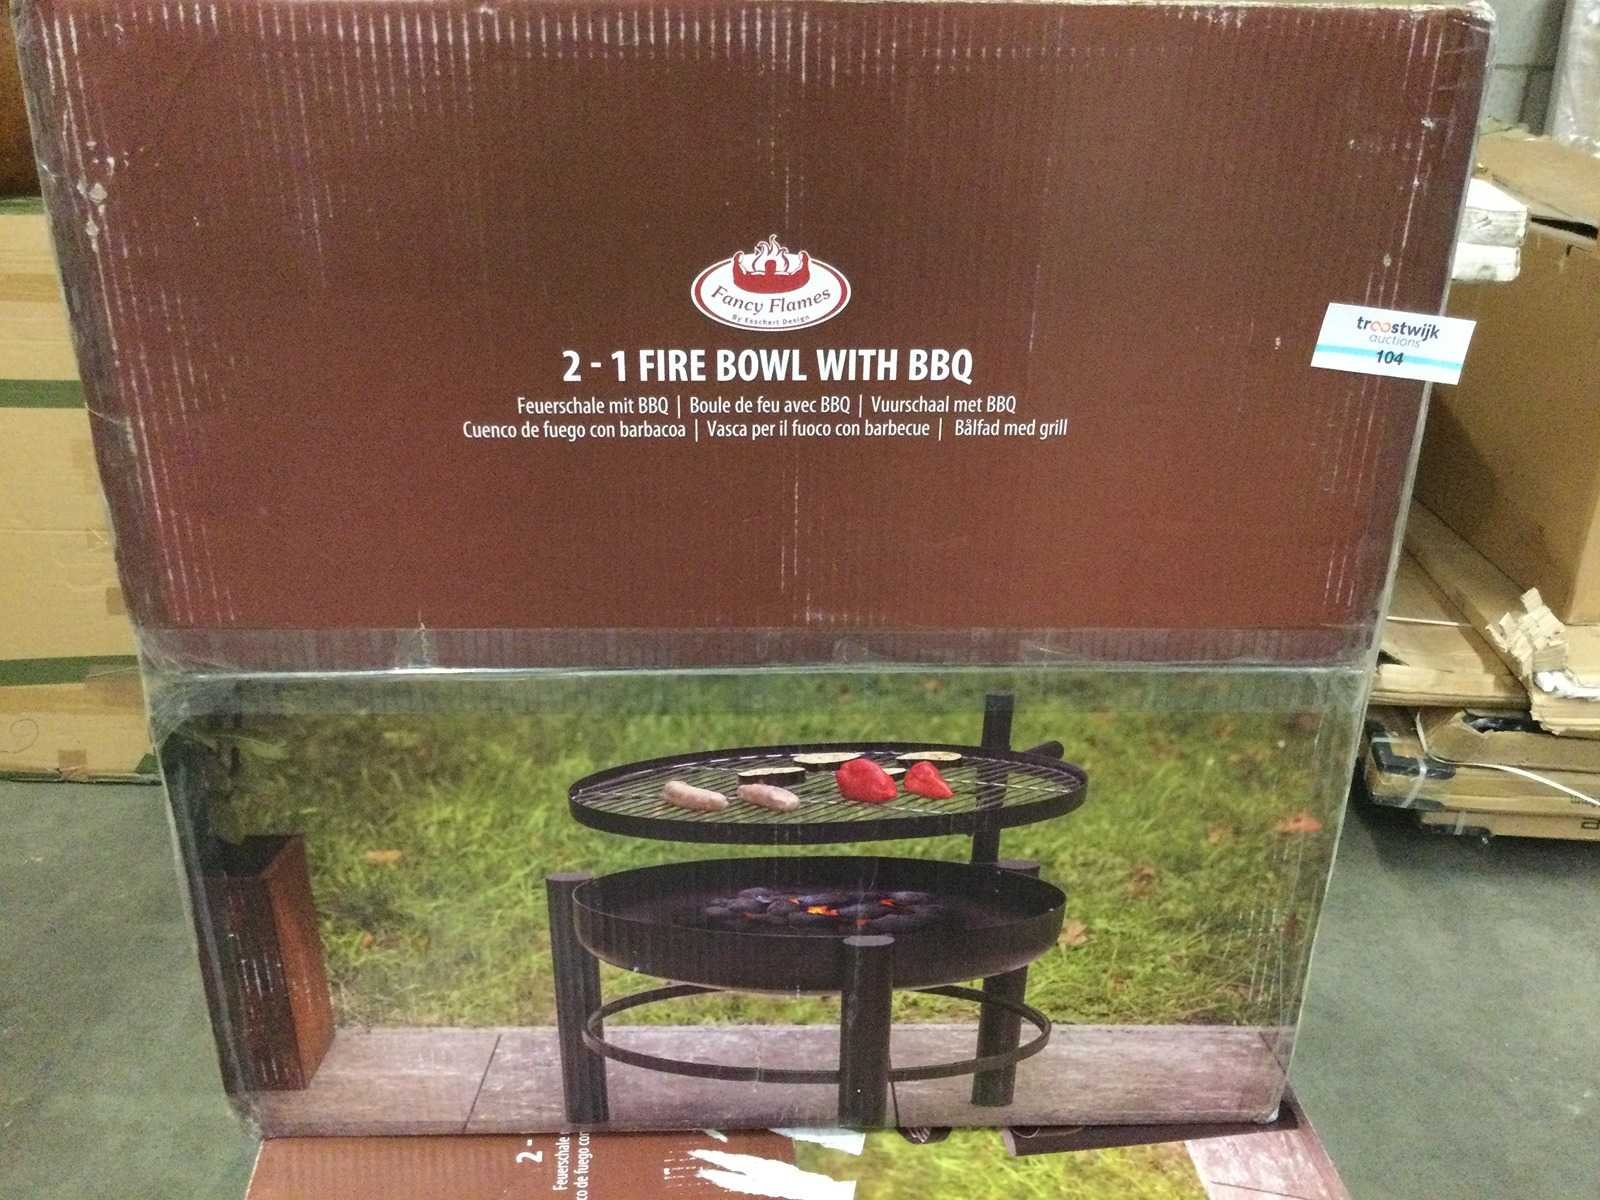 Fancy Flames
By Esschert Design
2 - 1 FIRE BOWL WITH BBQ
Feuerschale mit BBQ | Boule de feu avec BBQ | Vuurschaal met BBQ
Cuenco de fuego con barbacoa | Vasca per il fuoco con barbecue | Bålfad med grill
troostwijk
auctions
104
2 -
Feuerschale
co de fuego con